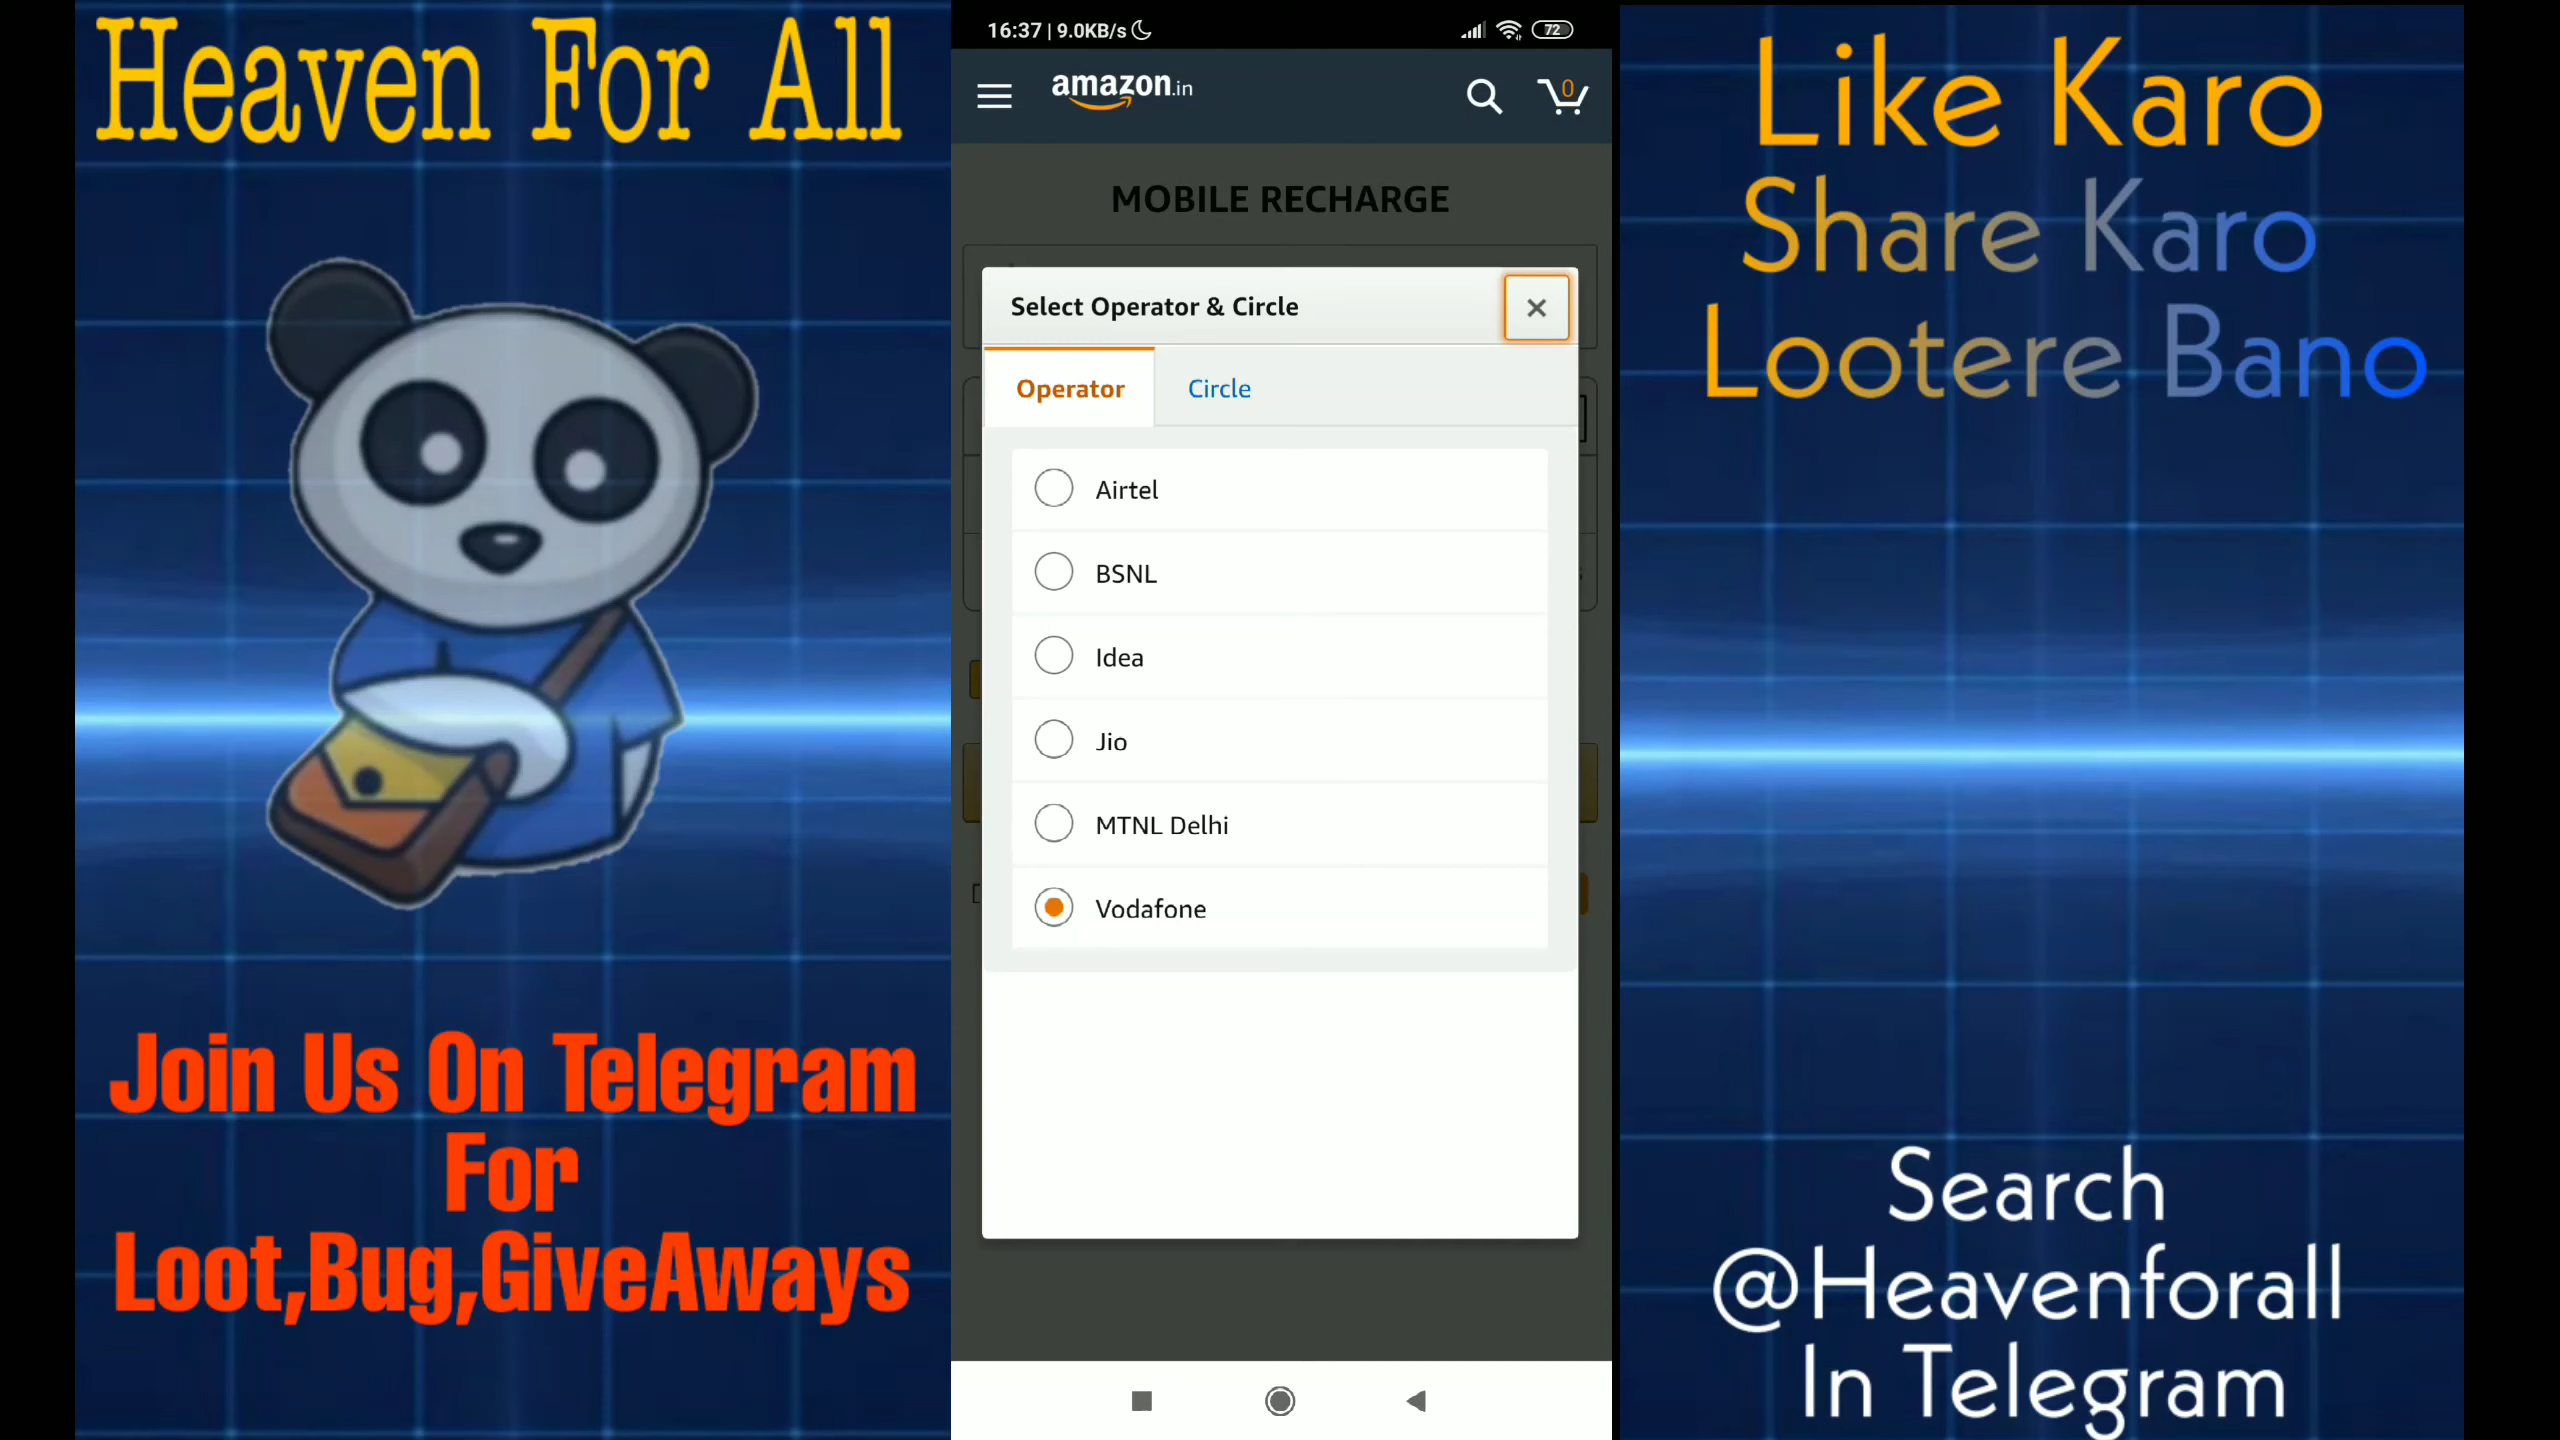 Heaven For All
Join Us On Telegram
For
Loot,Bug,GiveAways
16:37 | 9.0KB/s
72
amazon.in
0
MOBILE RECHARGE
Select Operator & Circle
Operator
Circle
Airtel
BSNL
Idea
Jio
MTNL Delhi
Vodafone
Like Karo
Share Karo
Lootere Bano
Search
@Heavenforall
In Telegram